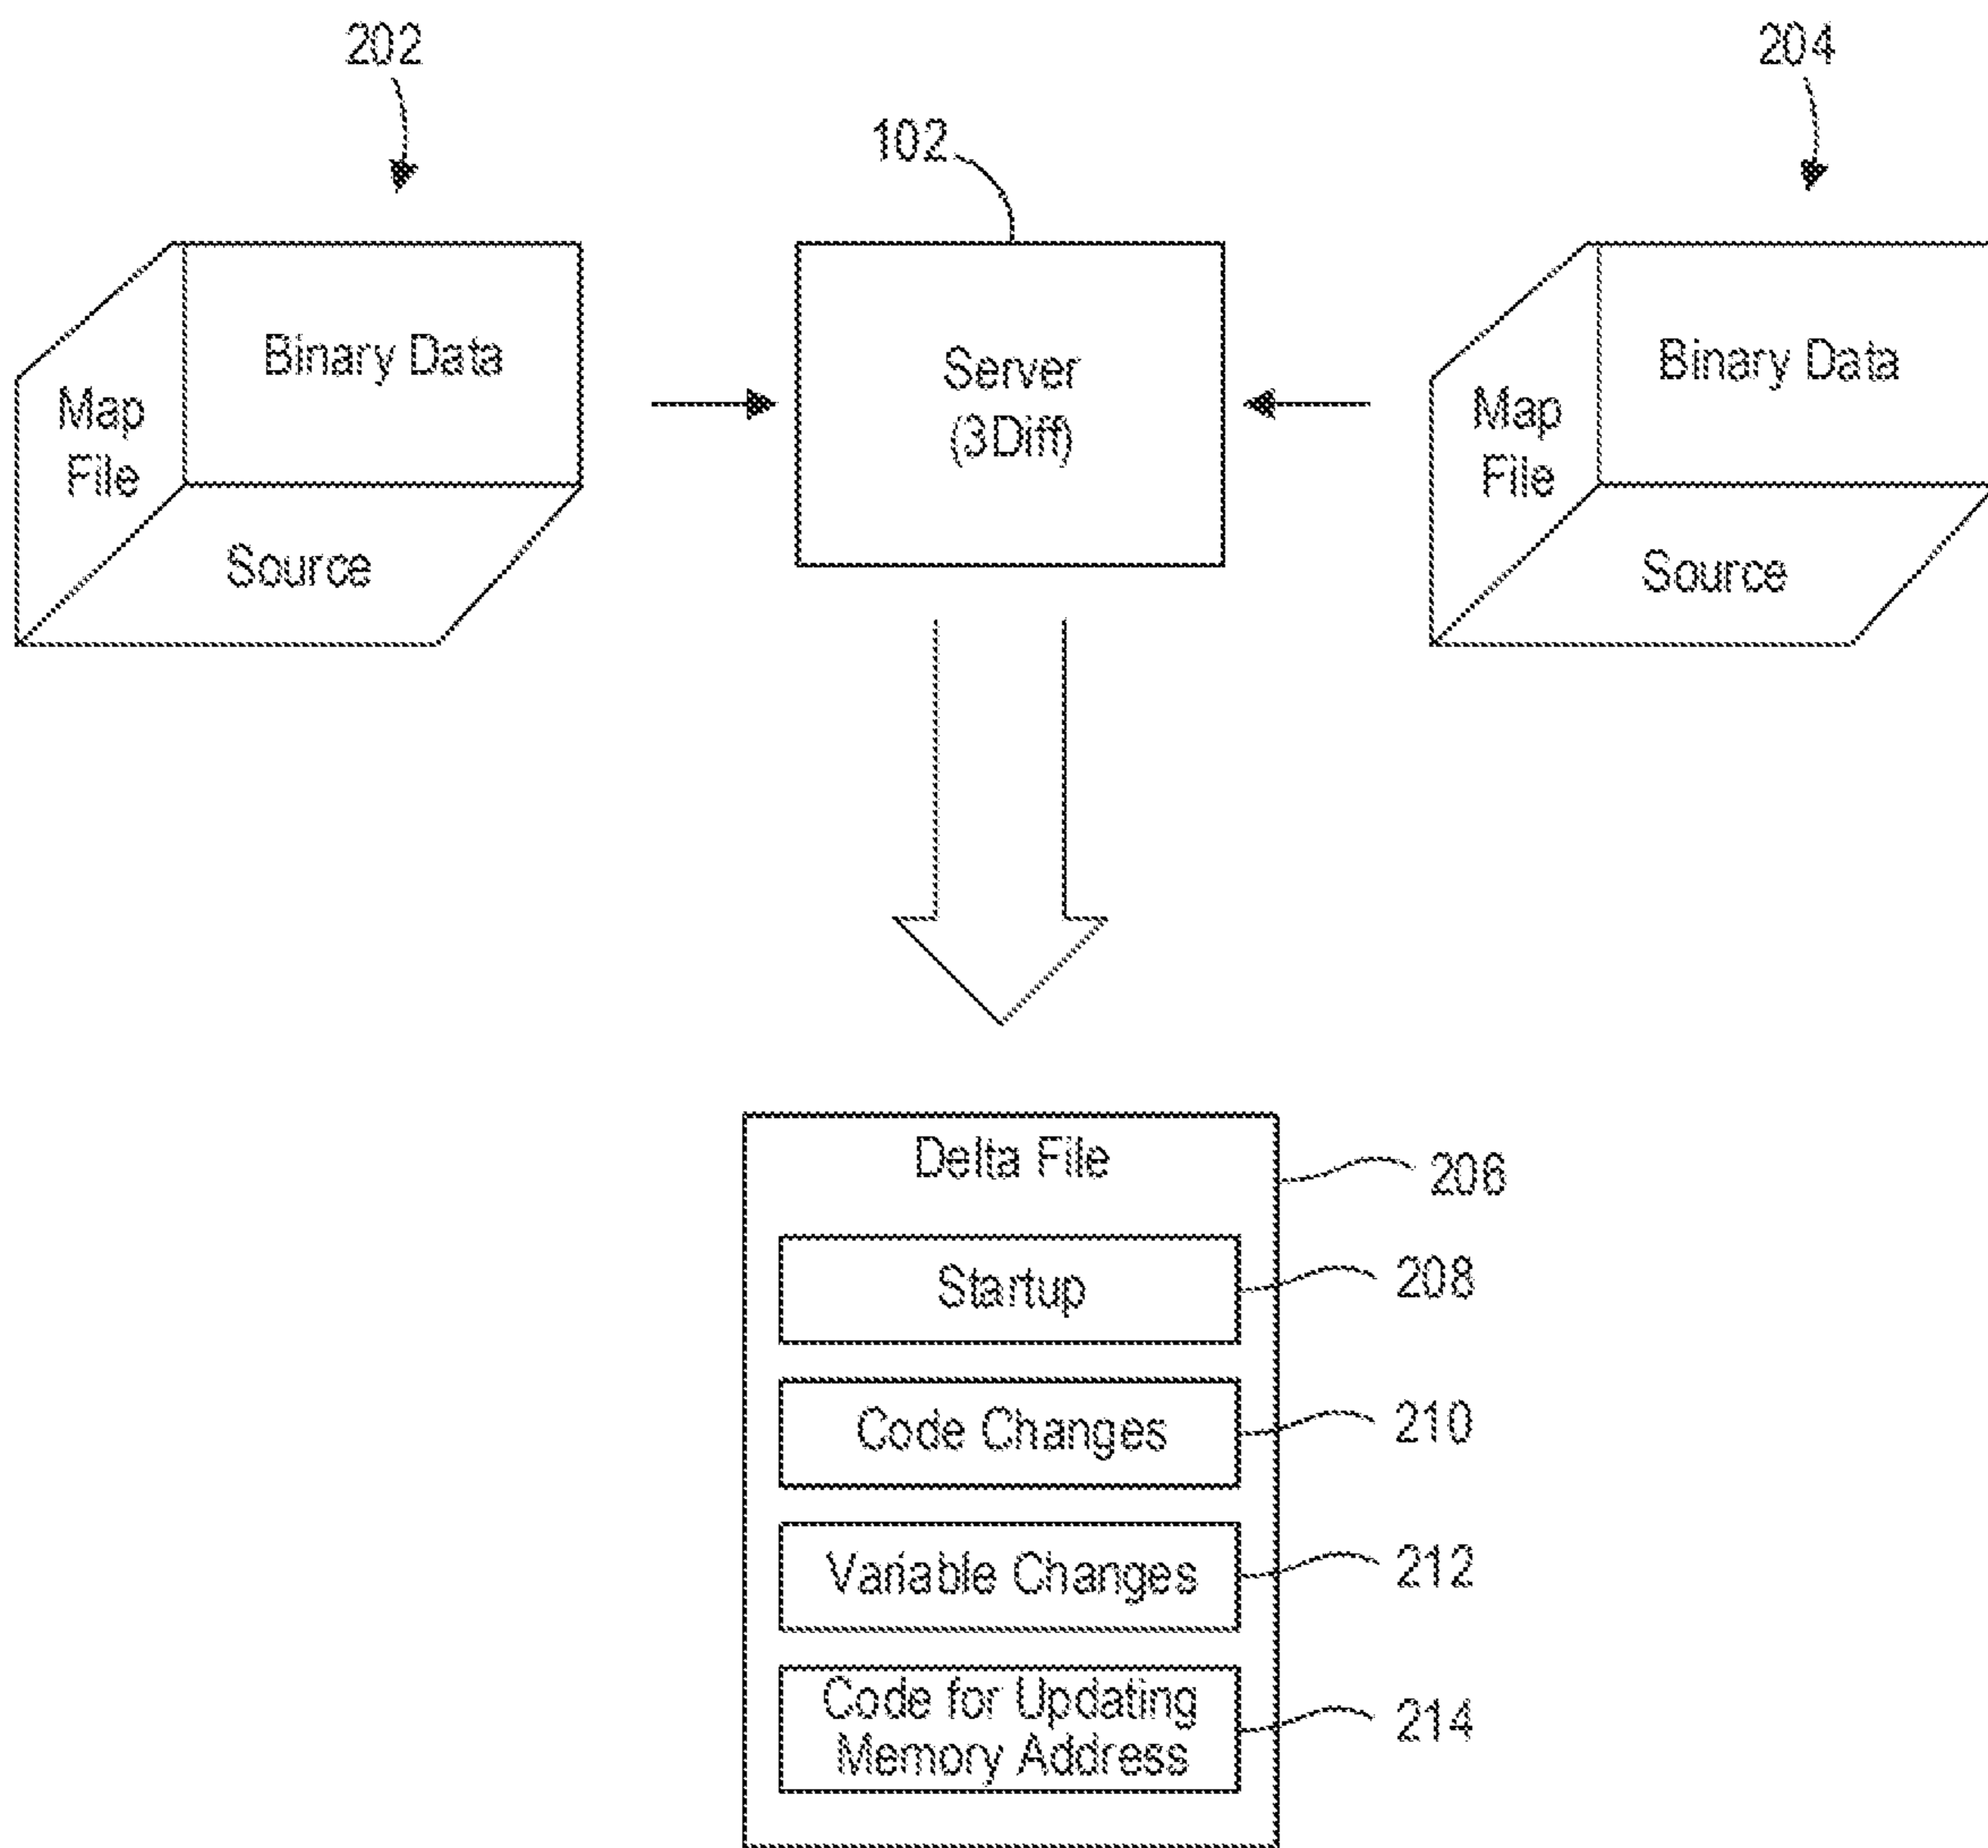 202
204
102
Binary Data
Map
File
Source
Server
(3Diff)
Binary Data
Map
File
Source
Delta File
206
Startup
208
Code Changes
210
Variable Changes
212
Code for Updating
Memory Address
214